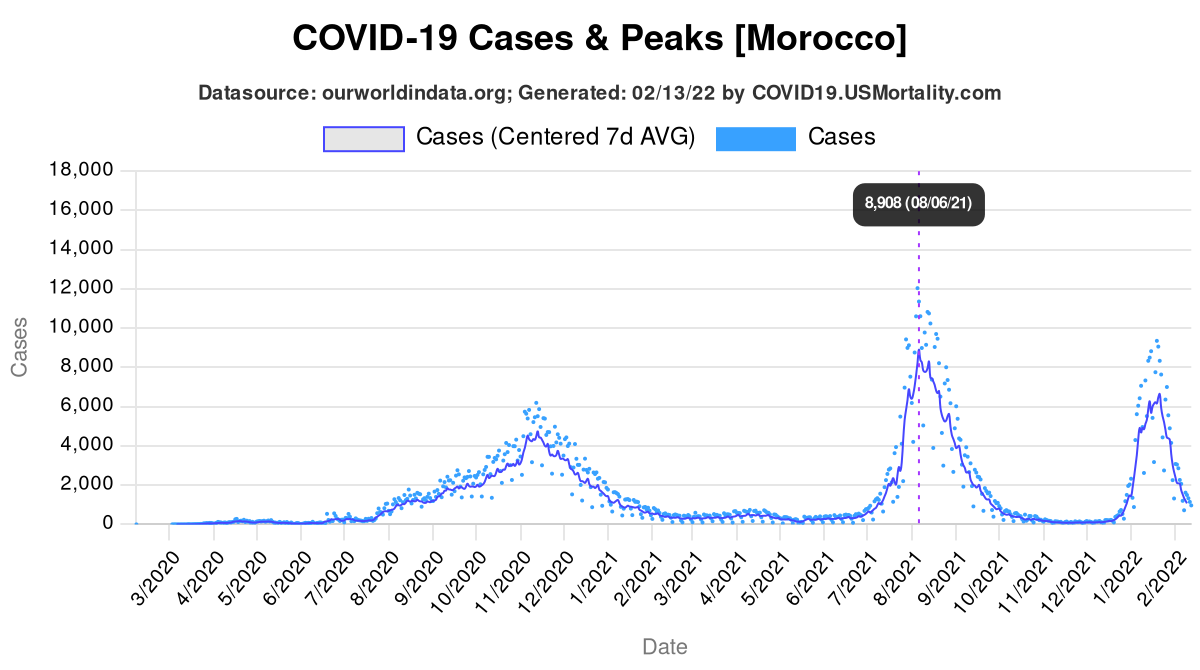 COVID-19 Cases & Peaks [Morocco]
Datasource: ourworldindata.org; Generated: 02/13/22 by COVID19.USMortality.com
Cases (Centered 7d AVG) Cases
18,000
16,000
14,000
12,000
10,000
8,000
6,000
4,000
2,000
0
Cases
8,908 (08/06/21)
3/2020 4/2020 5/2020 6/2020 7/2020 8/2020 9/2020 10/2020 11/2020 12/2020 1/2021 2/2021 3/2021 4/2021 5/2021 6/2021 7/2021 8/2021 9/2021 10/2021 11/2021 12/2021 1/2022 2/2022
Date